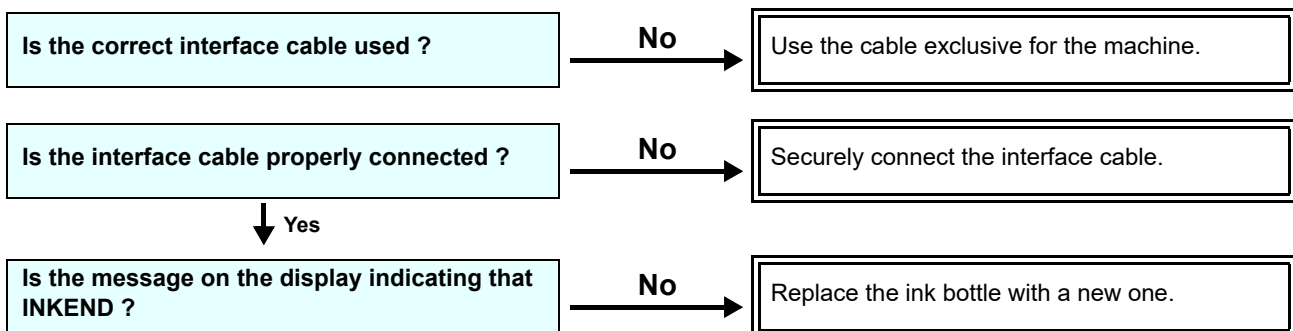 Is the correct interface cable used ?
No
Use the cable exclusive for the machine.
Is the interface cable properly connected ?
No
Securely connect the interface cable.
Yes
Is the message on the display indicating that
INKEND ?
No
Replace the ink bottle with a new one.